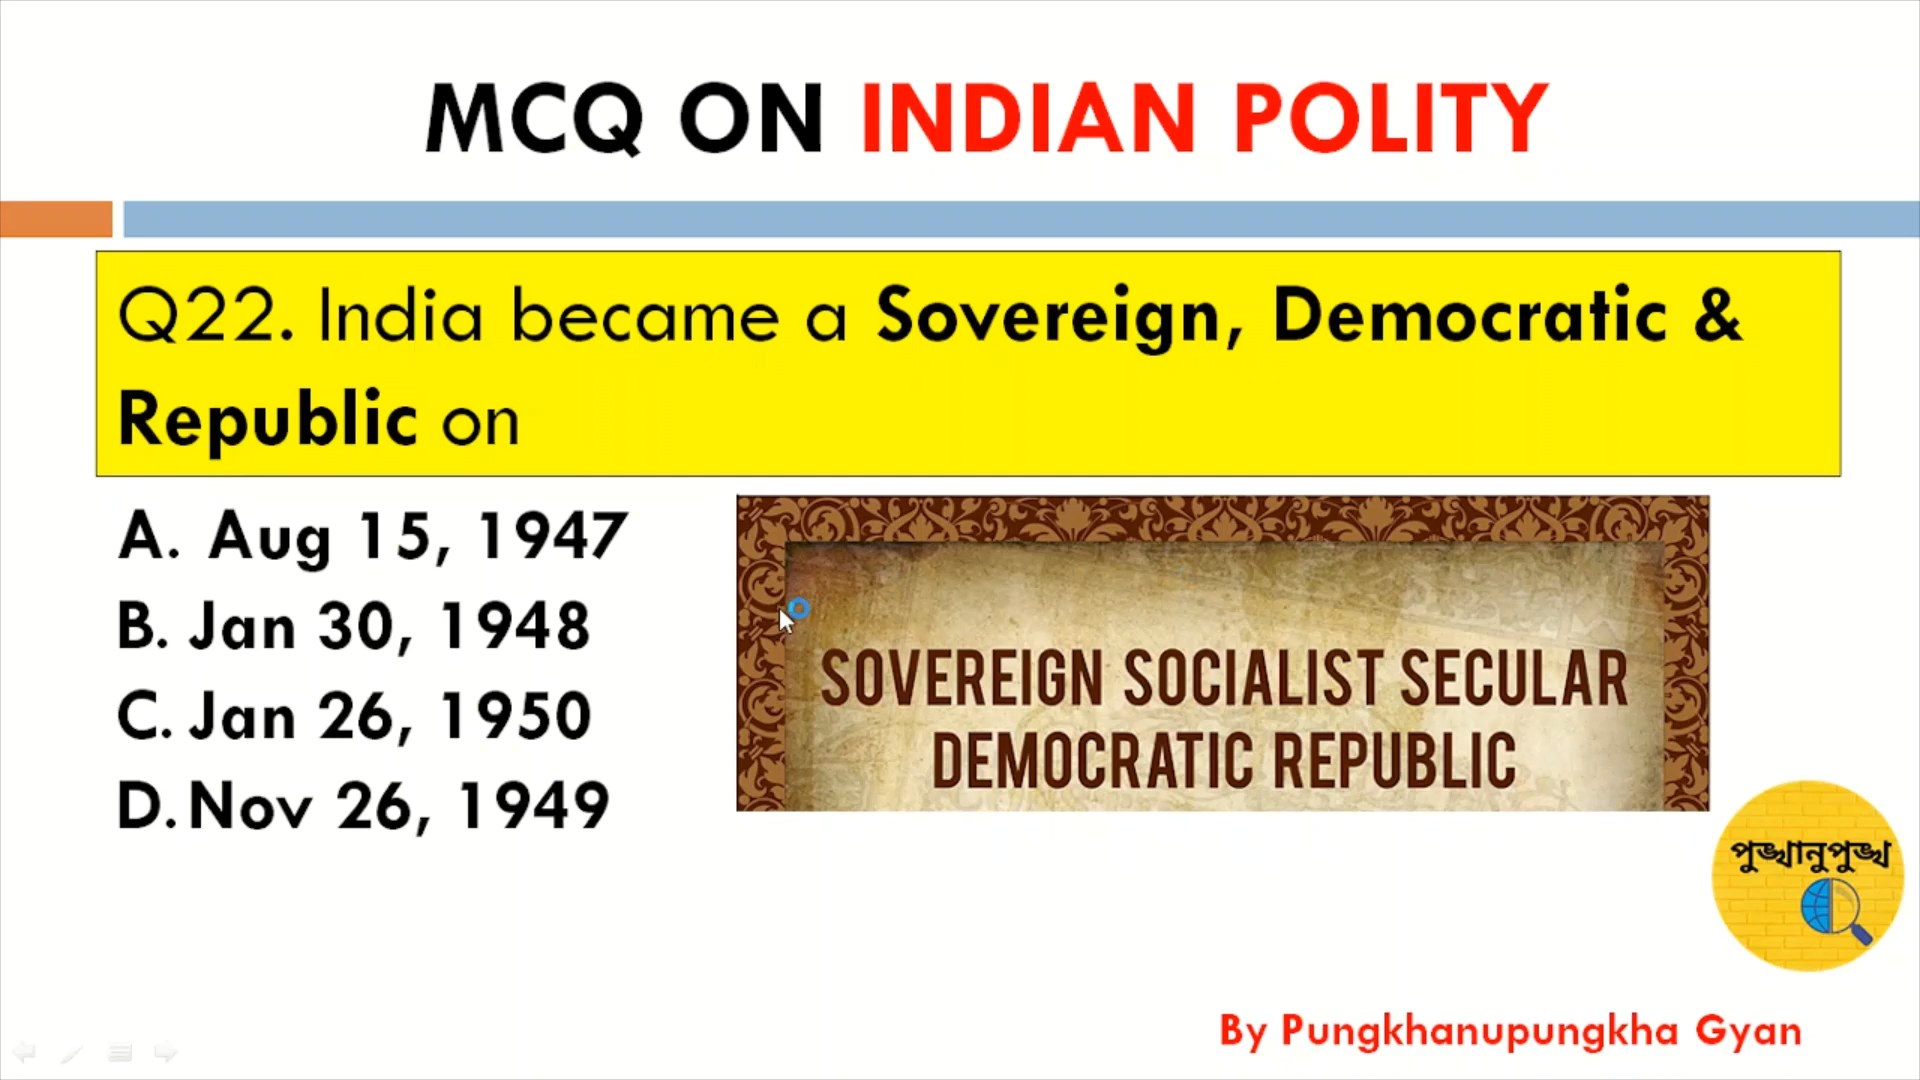 MCQ ON INDIAN POLITY
Q22. India became a Sovereign, Democratic &
Republic on
A. Aug 15, 1947
B. Jan 30, 1948
C. Jan 26, 1950
D. Nov 26, 1949
SOVEREIGN SOCIALIST SECULAR
DEMOCRATIC REPUBLIC
পুঙ্খানুপুঙ্খ
By Pungkhanupungkha Gyan